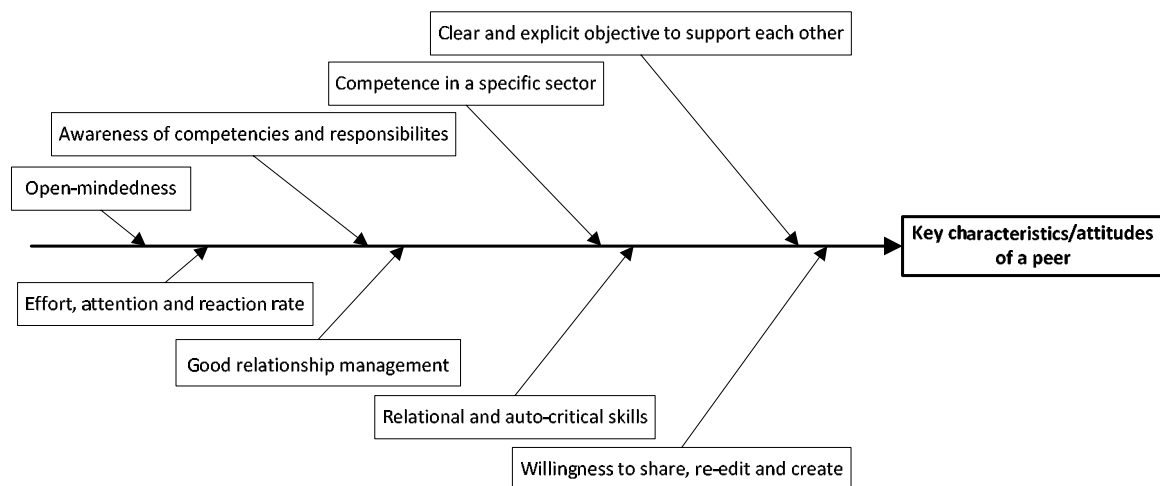 Clear and explicit objective to support each other
Competence in a specific sector
Awareness of competencies and responsibilites
Open-mindedness
Key characteristics/attitudes
of a peer
Effort, attention and reaction rate
Good relationship management
Relational and auto-critical skills
Willingness to share, re-edit and create